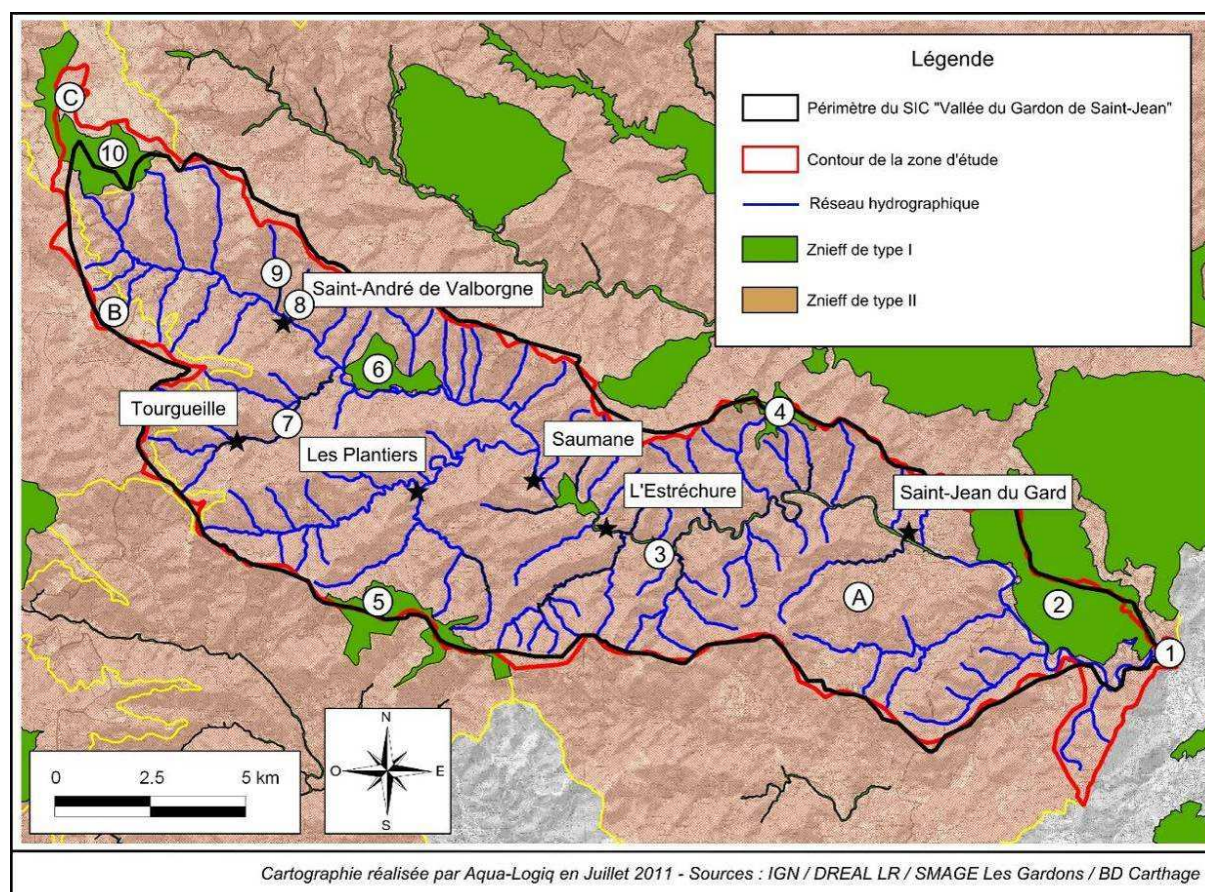 Légende
Périmètre du SIC "Vallée du Gardon de Saint-Jean"
Contour de la zone d'étude
Réseau hydrographique
Znieff de type I
Znieff de type II
C
10
9
8
Saint-André de Valborgne
B
6
Tourgueille
7
4
Les Plantiers
Saumane
L'Estréchure
Saint-Jean du Gard
3
5
A
2
1
N
O
E
S
0 2.5 5 km
Cartographie réalisée par Aqua-Logiq en Juillet 2011 - Sources : IGN / DREAL LR / SMAGE Les Gardons / BD Carthage